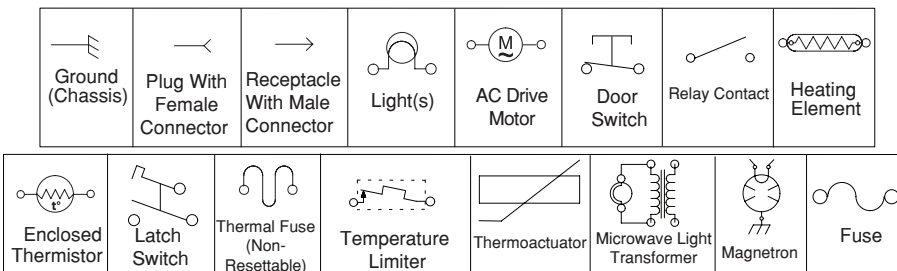 Ground
(Chassis)
Plug With
Female
Connector
Receptacle
With Male
Connector
Light(s)
M
AC Drive
Motor
Door
Switch
Relay Contact
Heating
Element
t°
Enclosed
Thermistor
Latch
Switch
Thermal Fuse
(Non-
Resettable)
Temperature
Limiter
Thermoactuator
Microwave Light
Transformer
Magnetron
Fuse